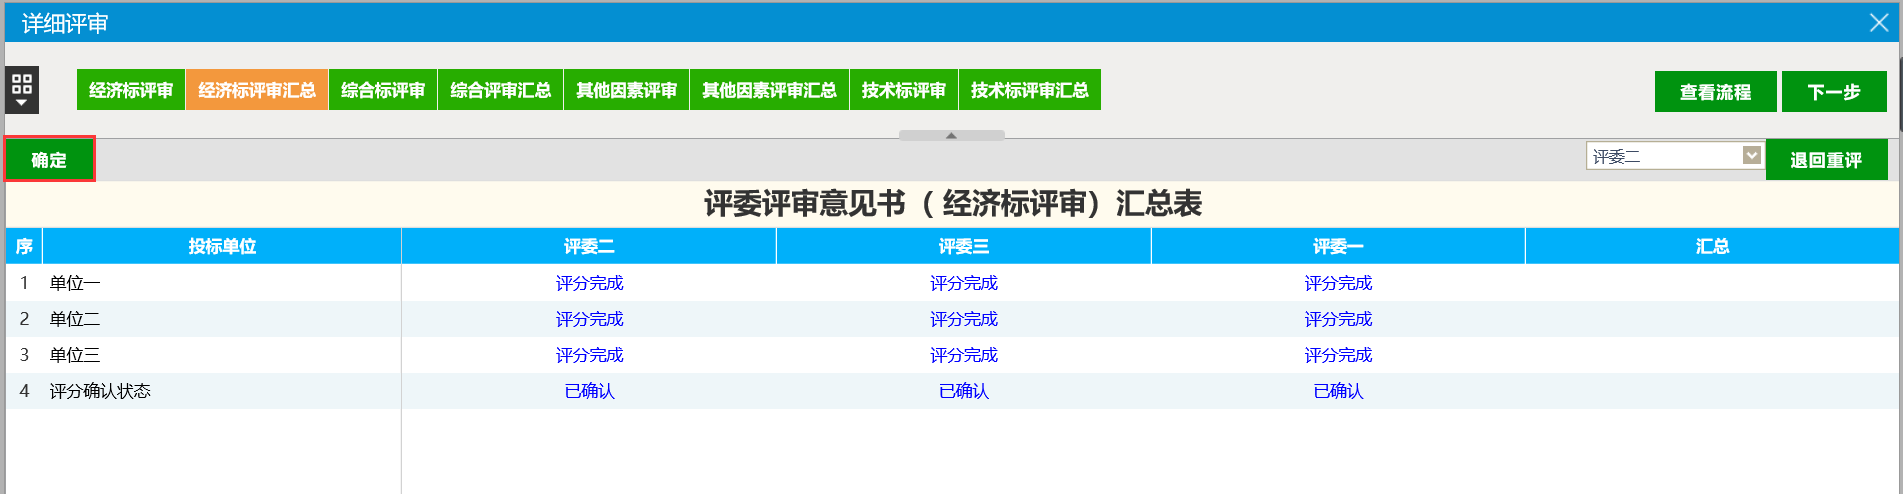 详细评审
经济标评审 经济标评审汇总 综合标评审 综合评审汇总 其他因素评审 其他因素评审汇总 技术标评审 技术标评审汇总 查看流程 下一步
确定 评委二 退回重评
评委评审意见书（ 经济标评审）汇总表
序 投标单位 评委二 评委三 评委一 汇总
1 单位一 评分完成 评分完成 评分完成
2 单位二 评分完成 评分完成 评分完成
3 单位三 评分完成 评分完成 评分完成
4 评分确认状态 已确认 已确认 已确认